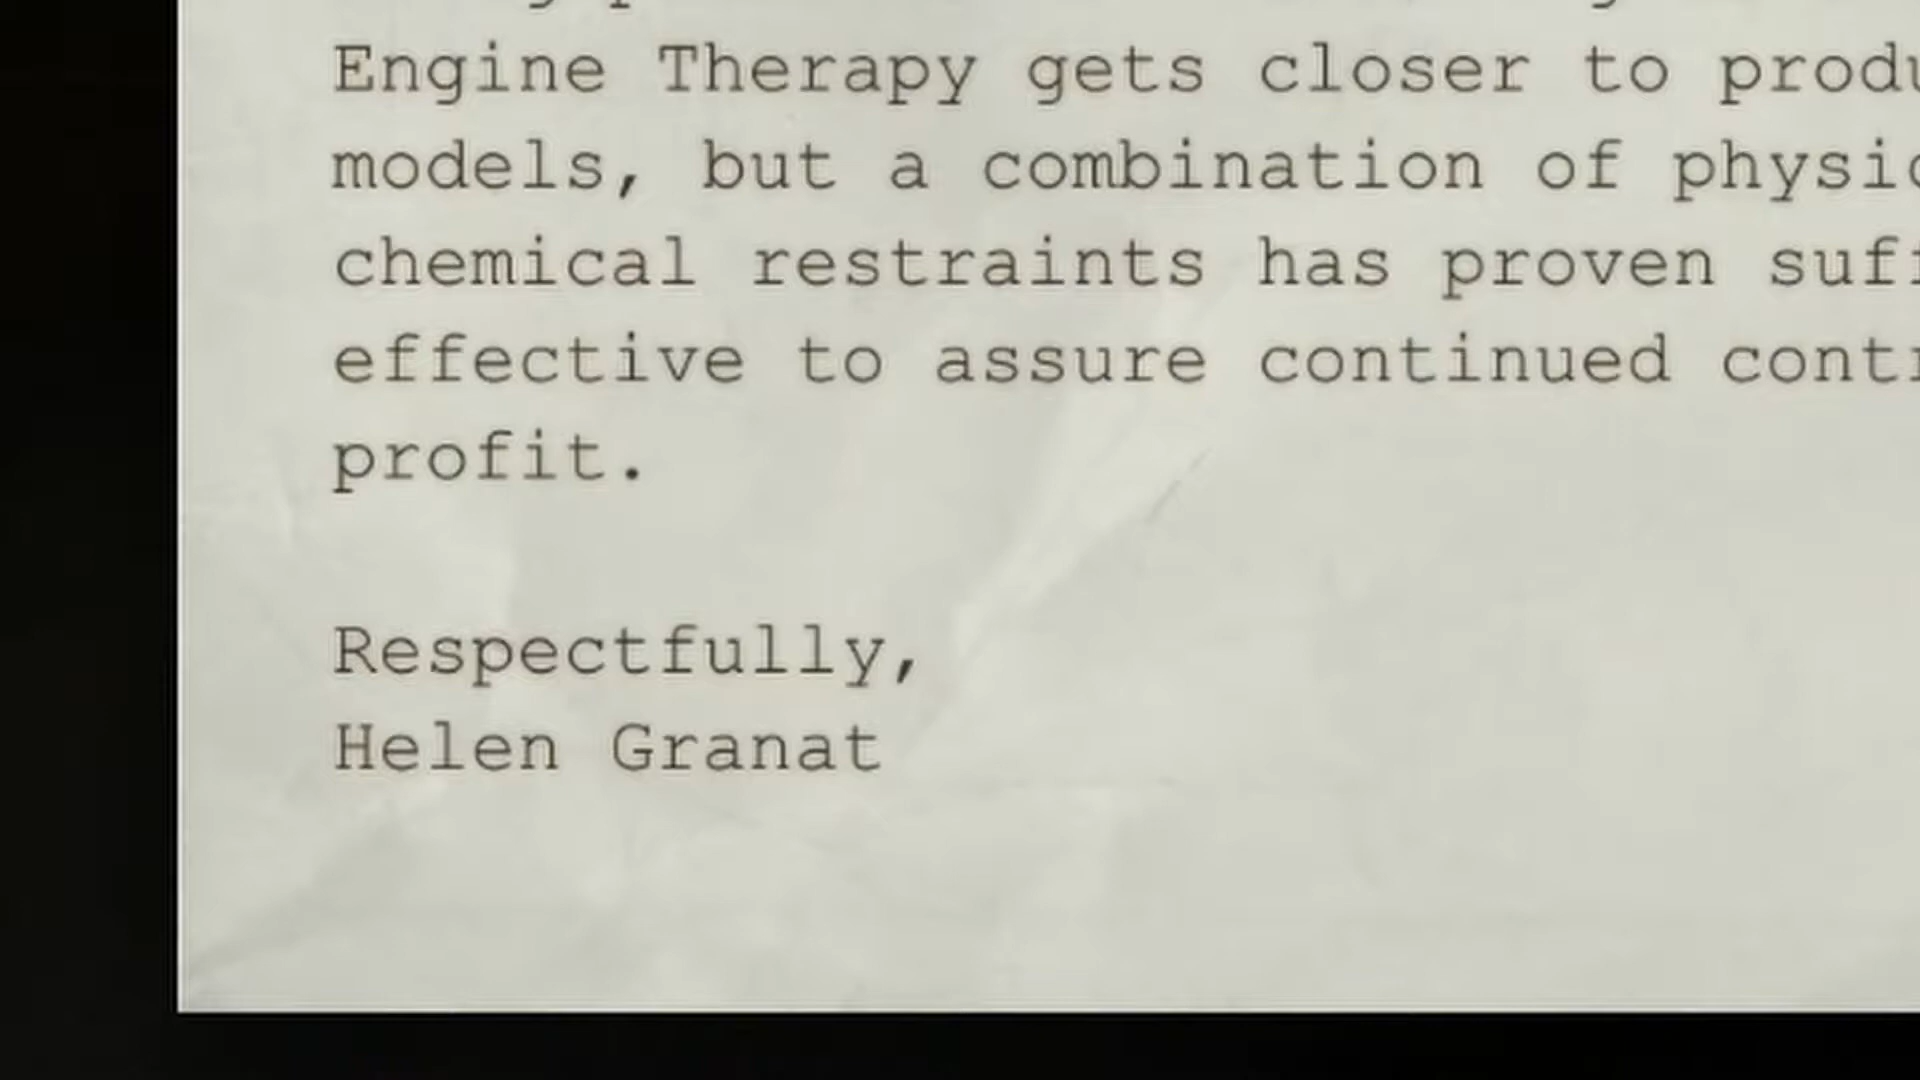 Engine Therapy gets closer to
models, but a combination of
chemical restraints has proven
effective to assure continued
profit.
Respectfully,
Helen Granat